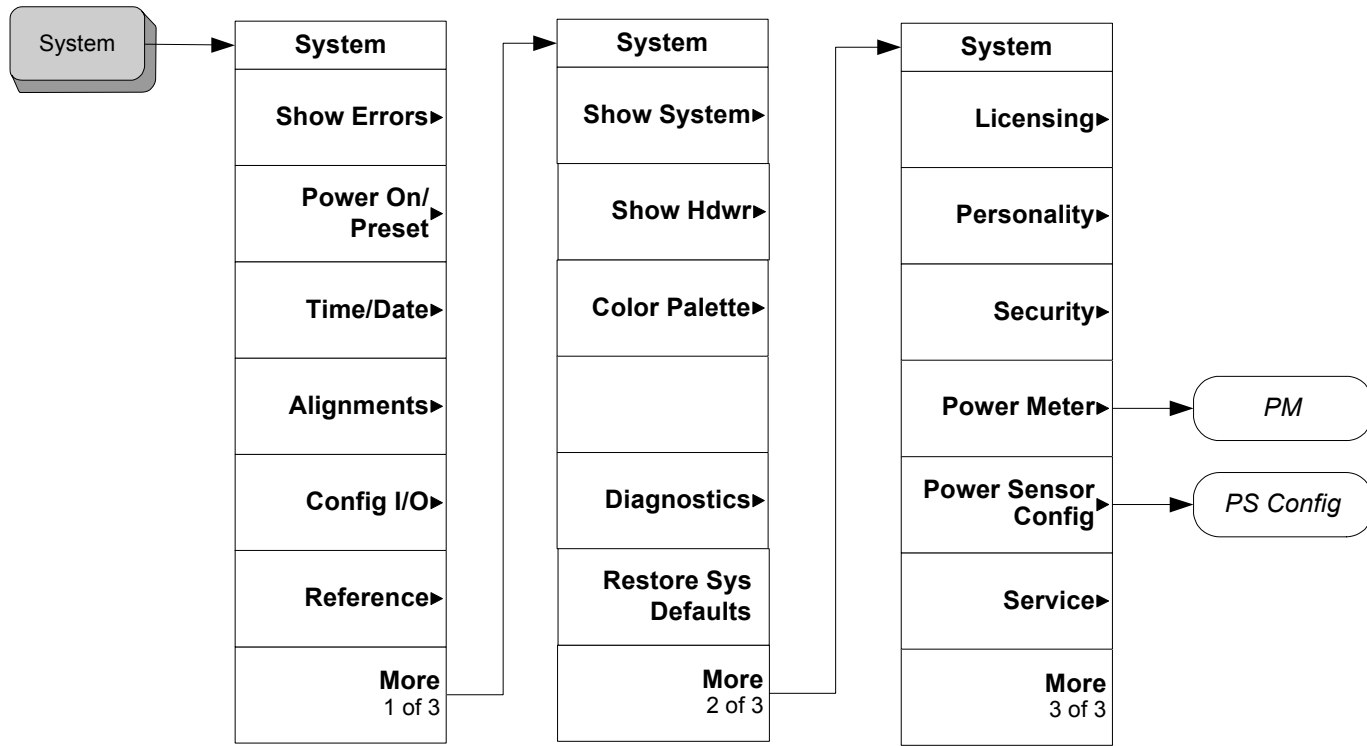 System
System
Show Errors▸
Power On/
Preset▸
Time/Date▸
Alignments▸
Config I/O▸
Reference▸
More
1 of 3
System
Show System▸
Show Hdwr▸
Color Palette▸
Diagnostics▸
Restore Sys
Defaults
More
2 of 3
System
Licensing▸
Personality▸
Security▸
Power Meter▸
Power Sensor
Config▸
Service▸
More
3 of 3
PM
PS Config